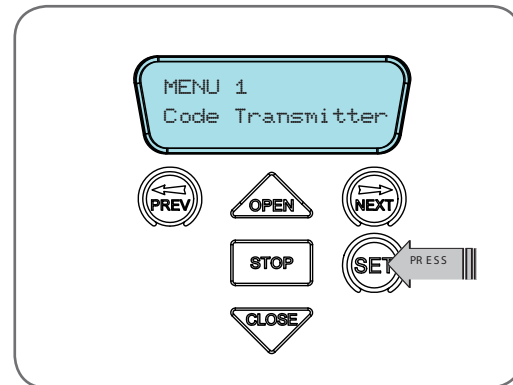 MENU 1
Code Transmitter
PREV
OPEN
NEXT
STOP
SET
PRESS
CLOSE